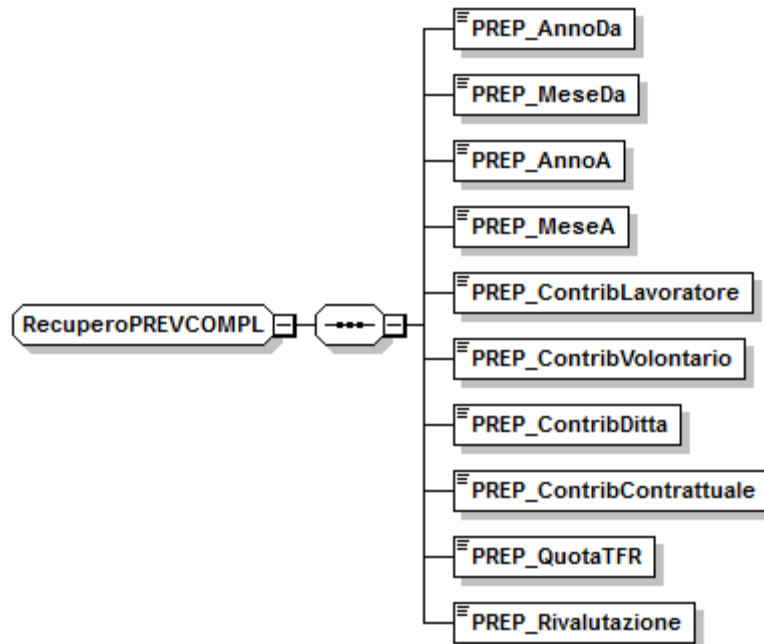 PREP_AnnoDa
PREP_MeseDa
PREP_AnnoA
PREP_MeseA
PREP_ContribLavoratore
RecuperoPREVCOMPL
PREP_ContribVolontario
PREP_ContribDitta
PREP_ContribContrattuale
PREP_QuotaTFR
PREP_Rivalutazione